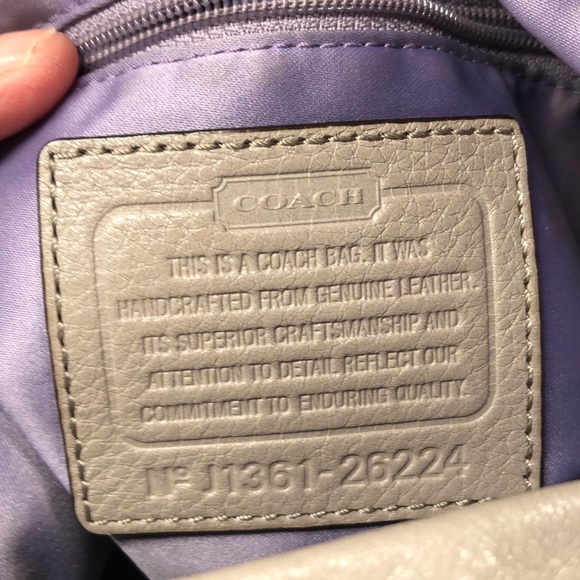 COACH
THIS IS A COACH BAG. IT WAS
HANDCRAFTED FROM GENUINE LEATHER.
ITS SUPERIOR CRAFTSMANSHIP AND
ATTENTION TO DETAIL REFLECT OUR
COMMITMENT TO ENDURING QUALITY.
Nº J1361-26224